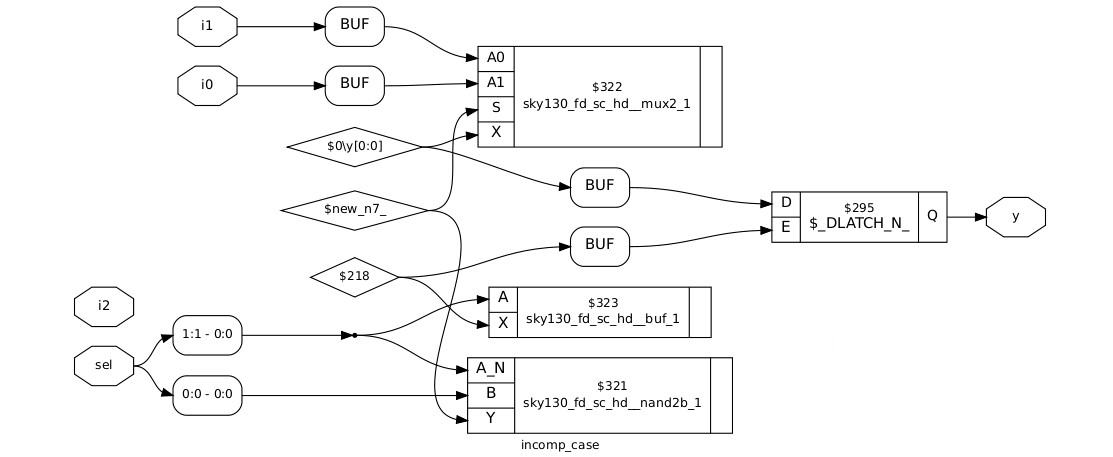 i1
BUF
i0
BUF
A0
A1
S
X
$322
sky130_fd_sc_hd__mux2_1
$0\y[0:0]
$new_n7_
BUF
BUF
D
E
$295
$_DLATCH_N_
Q
y
$218
i2
sel
1:1 - 0:0
0:0 - 0:0
A
X
$323
sky130_fd_sc_hd__buf_1
A_N
B
Y
$321
sky130_fd_sc_hd__nand2b_1
incomp_case